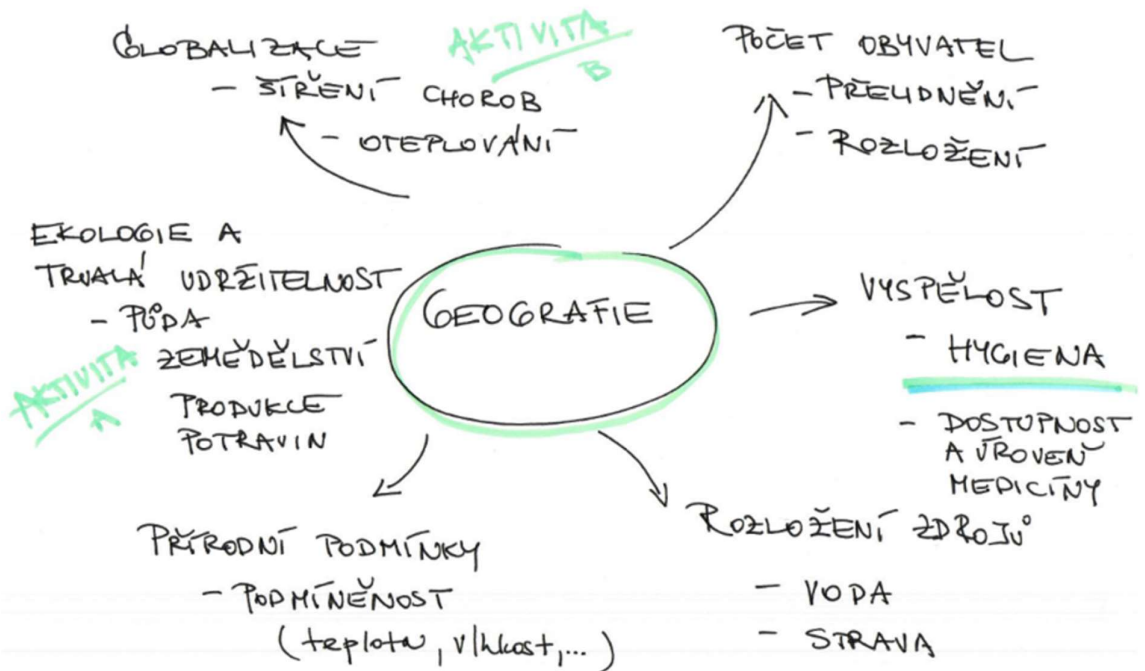 GLOBALIZACE
- ŠÍŘENÍ CHOROB
- OTEPLOVÁNÍ
AKTIVITA
B
POČET OBYVATEL
- PŘELIDNĚNÍ
- ROZLOŽENÍ
EKOLOGIE A
TRVALÁ UDRŽITELNOST
- PŮDA
ZEMĚDĚLSTVÍ
PRODUKCE
POTRAVIN
AKTIVITA
A
GEOGRAFIE
VYSPĚLOST
- HYGIENA
- DOSTUPNOST
A ÚROVEŇ
MEDICÍNY
PŘÍRODNÍ PODMÍNKY
- PODMÍNĚNOST
(teplota, vlhkost,...)
ROZLOŽENÍ ZDROJŮ
- VODA
- STRAVA